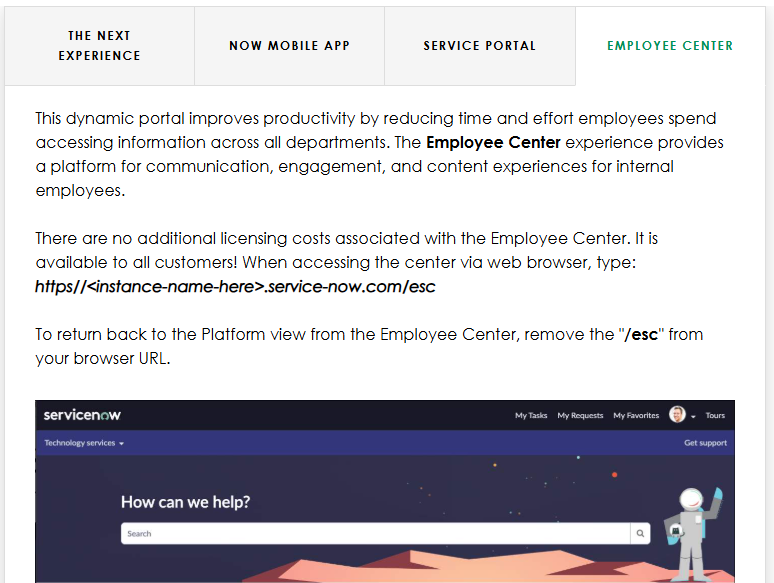 THE NEXT
EXPERIENCE
NOW MOBILE APP
SERVICE PORTAL
EMPLOYEE CENTER
This dynamic portal improves productivity by reducing time and effort employees spend
accessing information across all departments. The Employee Center experience provides
a platform for communication, engagement, and content experiences for internal
employees.
There are no additional licensing costs associated with the Employee Center. It is
available to all customers! When accessing the center via web browser, type:
https//<instance-name-here>.service-now.com/esc
To return back to the Platform view from the Employee Center, remove the "/esc" from
your browser URL.
servicenow
My Tasks My Requests My Favorites Tours
Technology services
Get support
How can we help?
Search